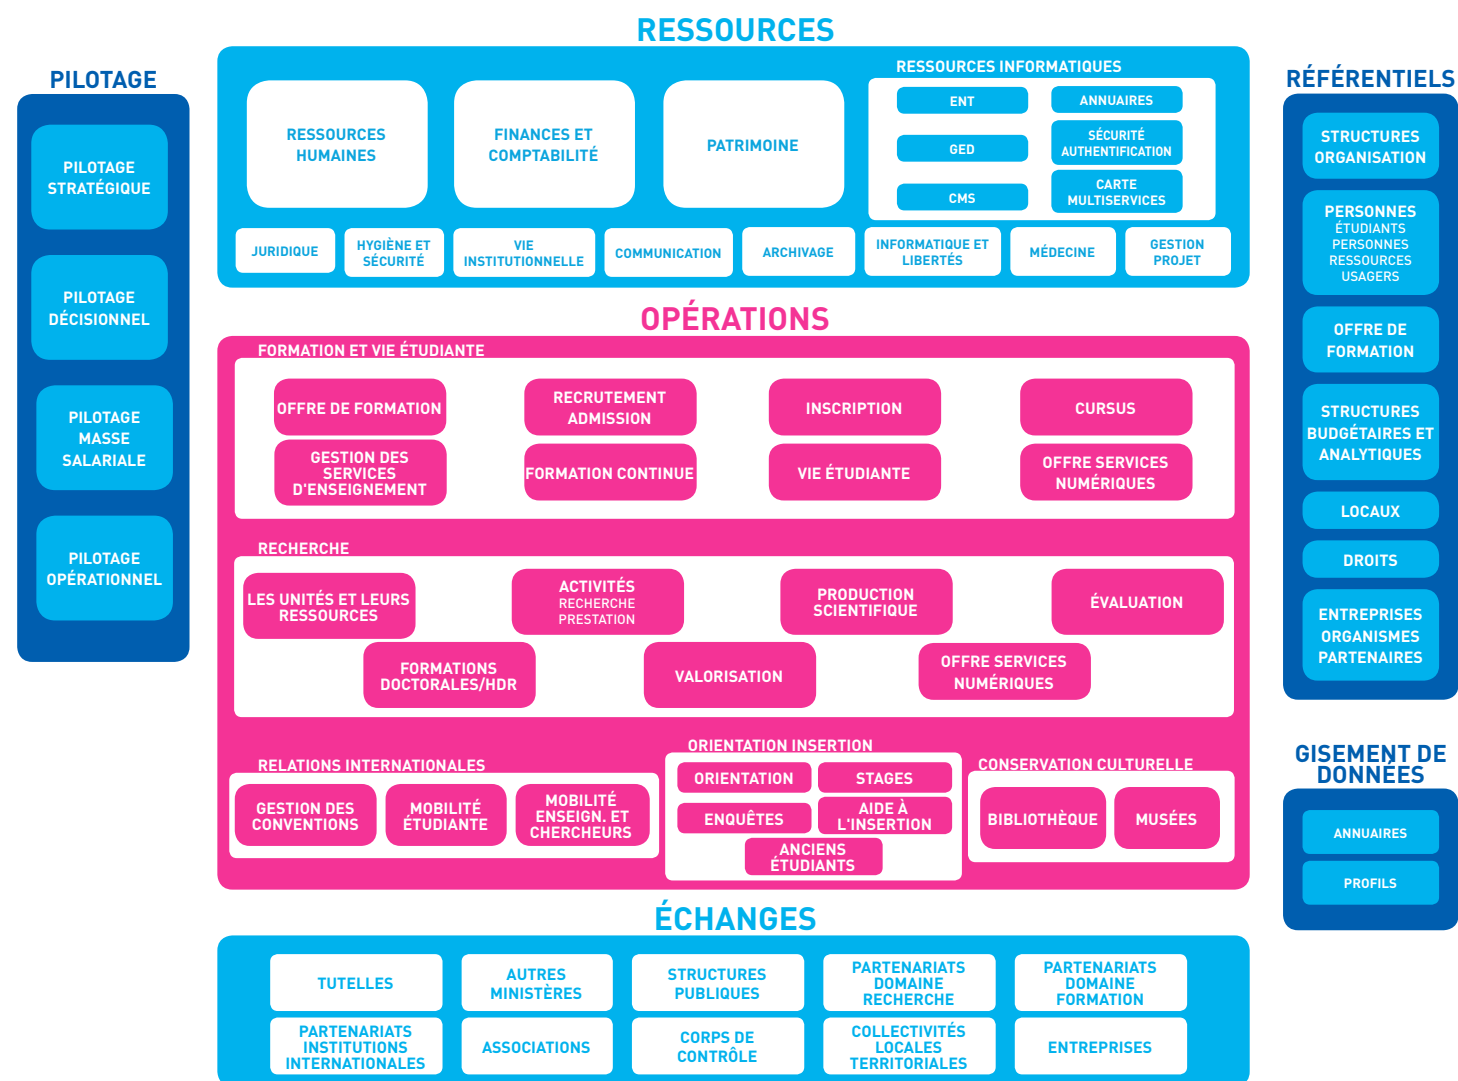 RESSOURCES
PILOTAGE
PILOTAGE
STRATÉGIQUE
PILOTAGE
DÉCISIONNEL
PILOTAGE
MASSE
SALARIALE
PILOTAGE
OPÉRATIONNEL
RESSOURCES
HUMAINES
FINANCES ET
COMPTABILITÉ
PATRIMOINE
RESSOURCES INFORMATIQUES
ENT
ANNUAIRES
GED
SÉCURITÉ
AUTHENTIFICATION
CMS
CARTE
MULTISERVICES
JURIDIQUE
HYGIÈNE ET
SÉCURITÉ
VIE
INSTITUTIONNELLE
COMMUNICATION
ARCHIVAGE
INFORMATIQUE ET
LIBERTÉS
MÉDECINE
GESTION
PROJET
OPÉRATIONS
FORMATION ET VIE ÉTUDIANTE
OFFRE DE FORMATION
RECRUTEMENT
ADMISSION
INSCRIPTION
CURSUS
GESTION DES
SERVICES
D'ENSEIGNEMENT
FORMATION CONTINUE
VIE ÉTUDIANTE
OFFRE SERVICES
NUMÉRIQUES
RECHERCHE
LES UNITÉS ET LEURS
RESSOURCES
ACTIVITÉS
RECHERCHE
PRESTATION
PRODUCTION
SCIENTIFIQUE
ÉVALUATION
FORMATIONS
DOCTORALES/HDR
VALORISATION
OFFRE SERVICES
NUMÉRIQUES
RELATIONS INTERNATIONALES
GESTION DES
CONVENTIONS
MOBILITÉ
ÉTUDIANTE
MOBILITÉ
ENSEIGN. ET
CHERCHEURS
ORIENTATION INSERTION
ORIENTATION
STAGES
ENQUÊTES
AIDE À
L'INSERTION
ANCIENS
ÉTUDIANTS
CONSERVATION CULTURELLE
BIBLIOTHÈQUE
MUSÉES
ÉCHANGES
TUTELLES
AUTRES
MINISTÈRES
STRUCTURES
PUBLIQUES
PARTENARIATS
DOMAINE
RECHERCHE
PARTENARIATS
DOMAINE
FORMATION
PARTENARIATS
INSTITUTIONS
INTERNATIONALES
ASSOCIATIONS
CORPS DE
CONTRÔLE
COLLECTIVITÉS
LOCALES
TERRITORIALES
ENTREPRISES
RÉFÉRENTIELS
STRUCTURES
ORGANISATION
PERSONNES
ÉTUDIANTS
PERSONNES
RESSOURCES
USAGERS
OFFRE DE
FORMATION
STRUCTURES
BUDGÉTAIRES ET
ANALYTIQUES
LOCAUX
DROITS
ENTREPRISES
ORGANISMES
PARTENAIRES
GISEMENT DE
DONNÉES
ANNUAIRES
PROFILS